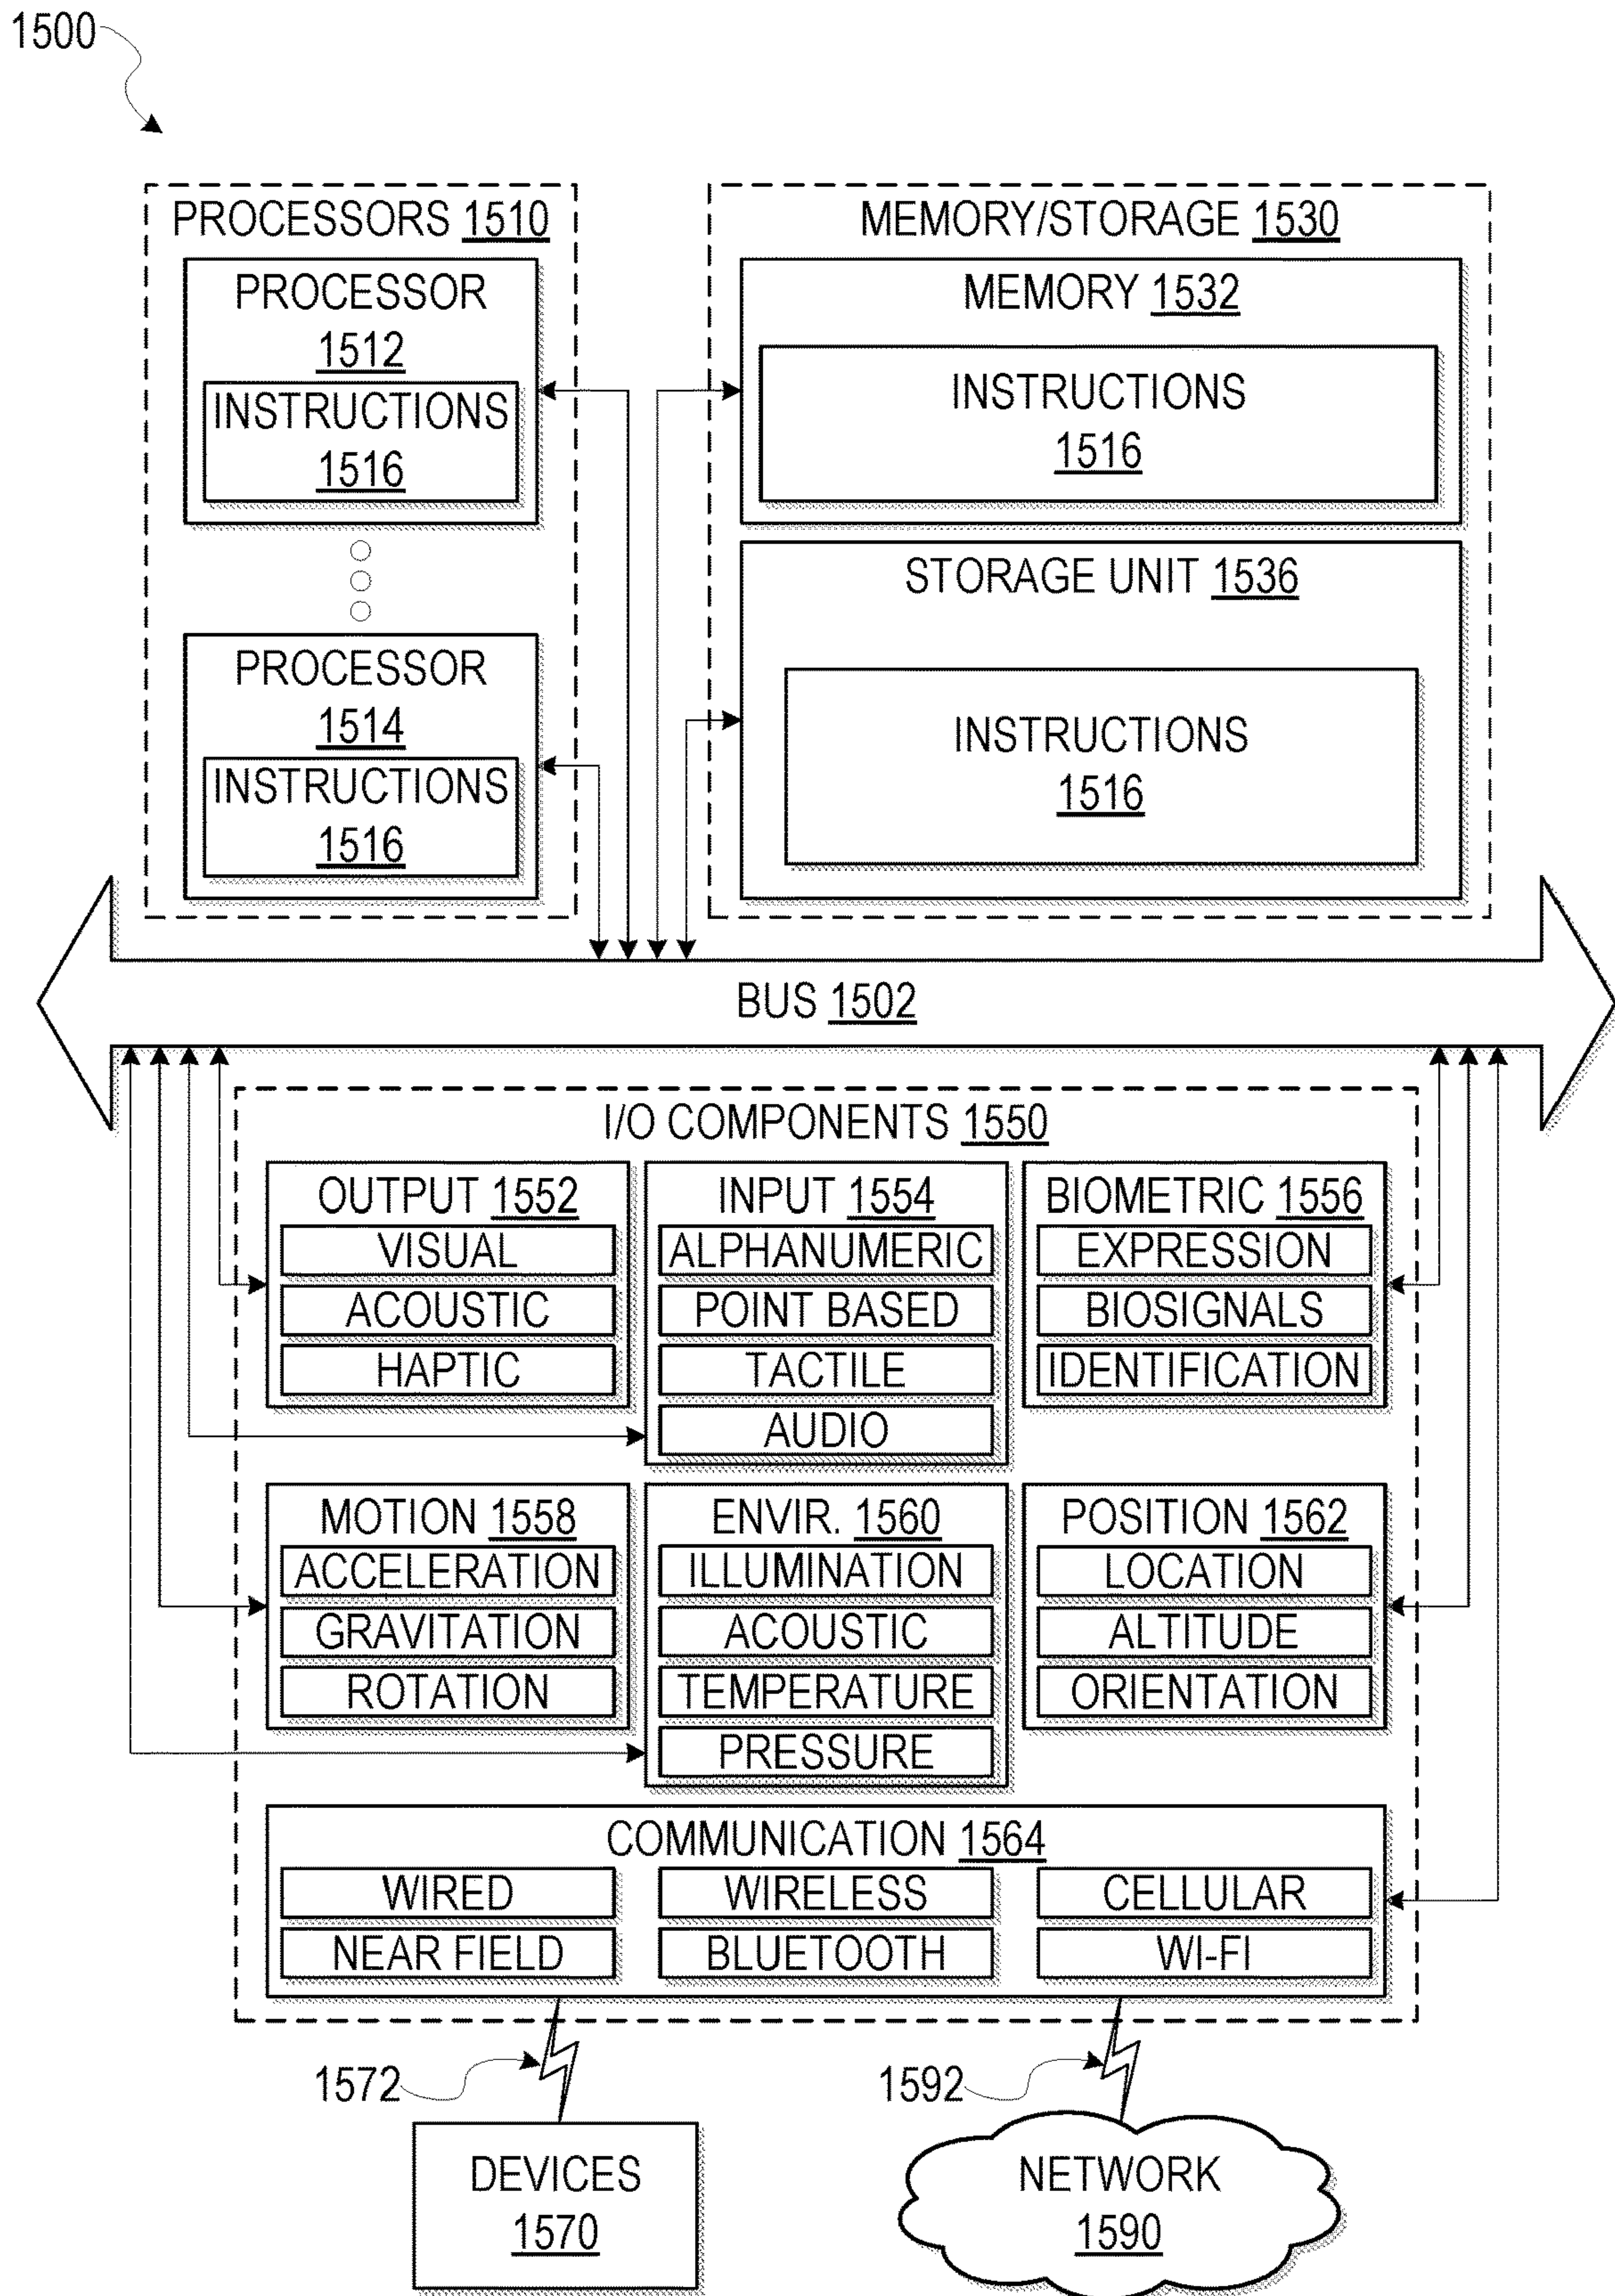 1500
PROCESSORS 1510
PROCESSOR
1512
INSTRUCTIONS
1516
PROCESSOR
1514
INSTRUCTIONS
1516
MEMORY/STORAGE 1530
MEMORY 1532
INSTRUCTIONS
1516
STORAGE UNIT 1536
INSTRUCTIONS
1516
BUS 1502
I/O COMPONENTS 1550
OUTPUT 1552
VISUAL
ACOUSTIC
HAPTIC
INPUT 1554
ALPHANUMERIC
POINT BASED
TACTILE
AUDIO
BIOMETRIC 1556
EXPRESSION
BIOSIGNALS
IDENTIFICATION
MOTION 1558
ACCELERATION
GRAVITATION
ROTATION
ENVIR. 1560
ILLUMINATION
ACOUSTIC
TEMPERATURE
PRESSURE
POSITION 1562
LOCATION
ALTITUDE
ORIENTATION
COMMUNICATION 1564
WIRED
WIRELESS
CELLULAR
NEAR FIELD
BLUETOOTH
WI-FI
1572
1592
DEVICES
1570
NETWORK
1590